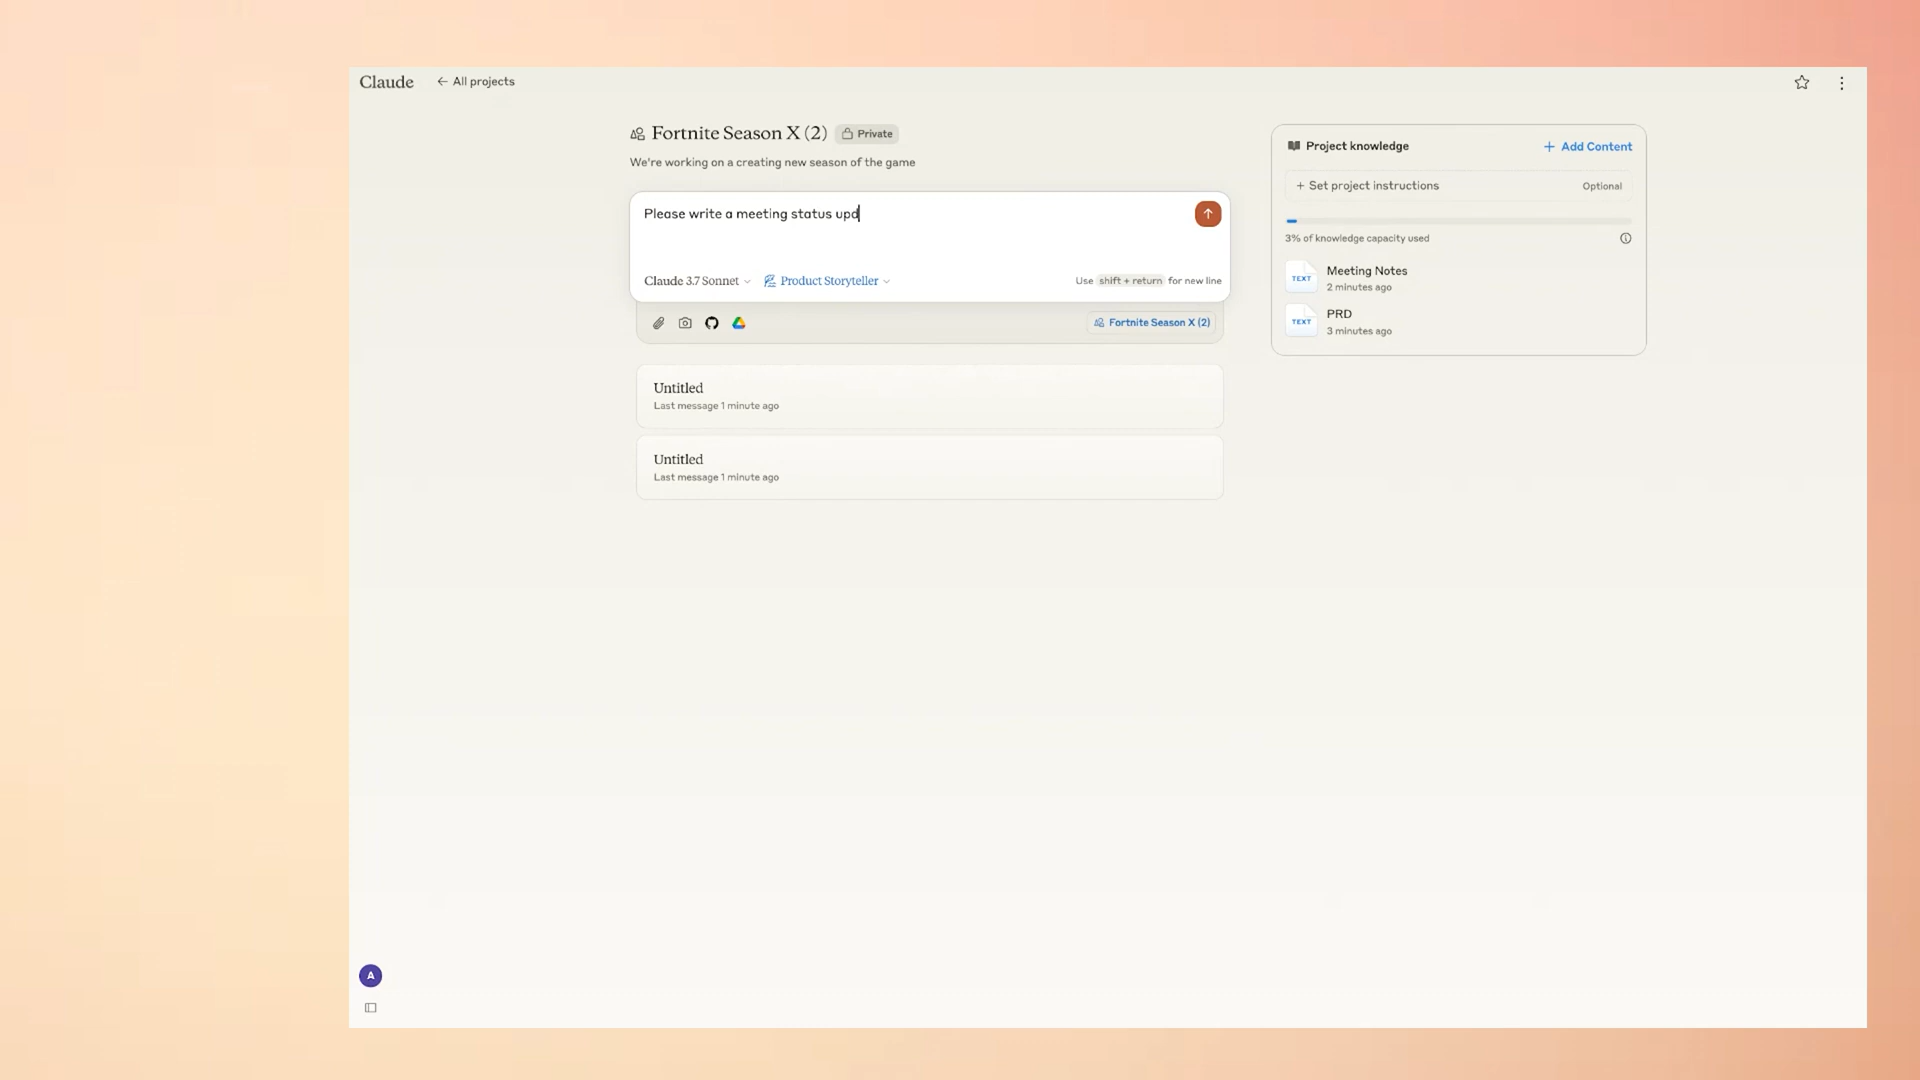 Claude
← All projects
Fortnite Season X (2)
Private
We're working on a creating new season of the game
Please write a meeting status upd
Claude 3.7 Sonnet
Product Storyteller
Use shift + return for new line
Fortnite Season X (2)
Untitled
Last message 1 minute ago
Untitled
Last message 1 minute ago
Project knowledge
+ Add Content
+ Set project instructions
Optional
3% of knowledge capacity used
TEXT
Meeting Notes
2 minutes ago
TEXT
PRD
3 minutes ago
A